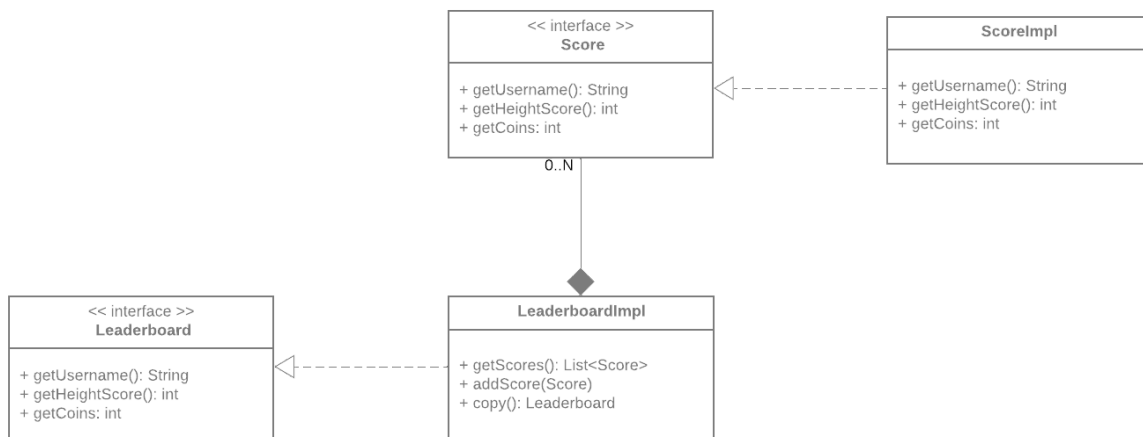 << interface >>
Score
+ getUsername(): String
+ getHeightScore(): int
+ getCoins: int
ScoreImpl
+ getUsername(): String
+ getHeightScore(): int
+ getCoins: int
0..N
<< interface >>
Leaderboard
+ getUsername(): String
+ getHeightScore(): int
+ getCoins: int
LeaderboardImpl
+ getScores(): List<Score>
+ addScore(Score)
+ copy(): Leaderboard